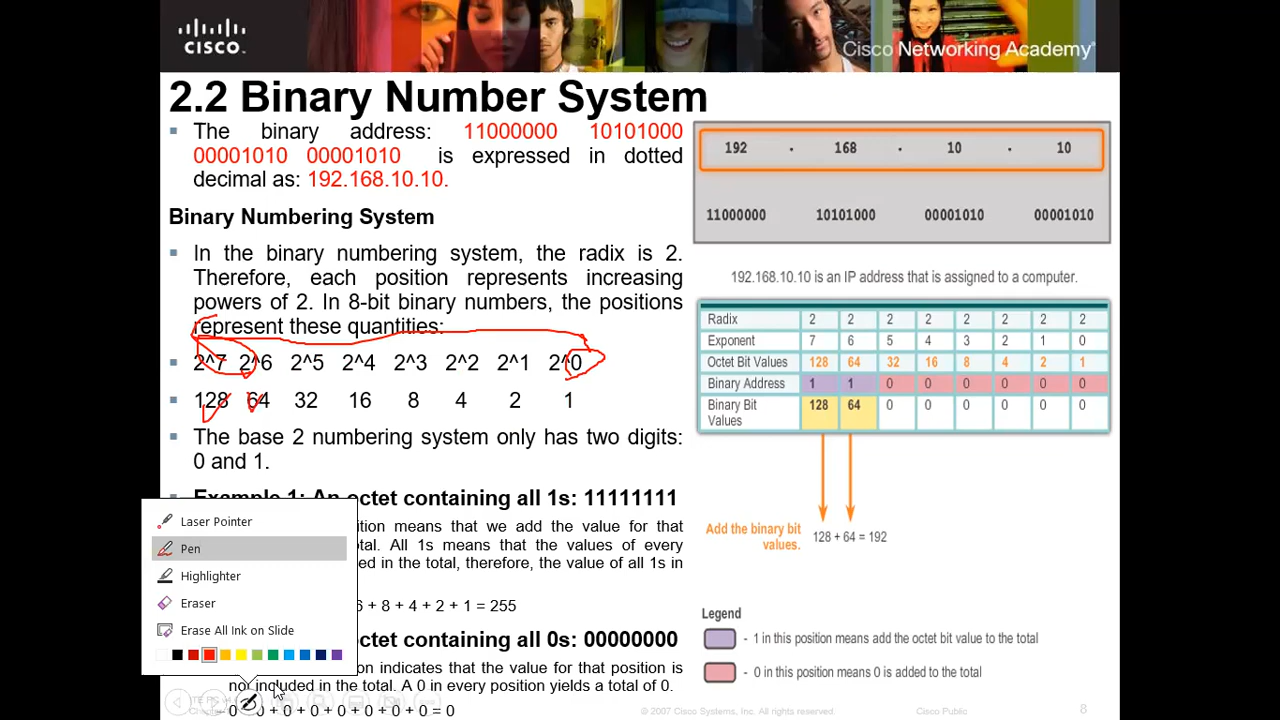 CISCO
Cisco Networking Academy
2.2 Binary Number System
The binary address: 11000000 10101000
00001010 00001010 is expressed in dotted
decimal as: 192.168.10.10.
Binary Numbering System
In the binary numbering system, the radix is 2.
Therefore, each position represents increasing
powers of 2. In 8-bit binary numbers, the positions
represent these quantities:
2^7 2^6 2^5 2^4 2^3 2^2 2^1 2^0
128 64 32 16 8 4 2 1
The base 2 numbering system only has two digits:
0 and 1.
Example 1: An octet containing all 1s: 11111111
means that we add the value for that
All 1s means that the values of every
in the total, therefore, the value of all 1s in
+ 8 + 4 + 2 + 1 = 255
octet containing all 0s: 00000000
indicates that the value for that position is
not included in the total. A 0 in every position yields a total of 0.
0 + 0 + 0 + 0 + 0 + 0 + 0 = 0
Laser Pointer
Pen
Highlighter
Eraser
Erase All Ink on Slide
192 . 168 . 10 . 10
11000000 10101000 00001010 00001010
192.168.10.10 is an IP address that is assigned to a computer.
Radix 2 2 2 2 2 2 2 2
Exponent 7 6 5 4 3 2 1 0
Octet Bit Values 128 64 32 16 8 4 2 1
Binary Address 1 1 0 0 0 0 0 0
Binary Bit 128 64 0 0 0 0 0 0
Values
Add the binary bit 128 + 64 = 192
values.
Legend
- 1 in this position means add the octet bit value to the total
- 0 in this position means 0 is added to the total
© 2007 Cisco Systems, Inc. All rights reserved. Cisco Public 8